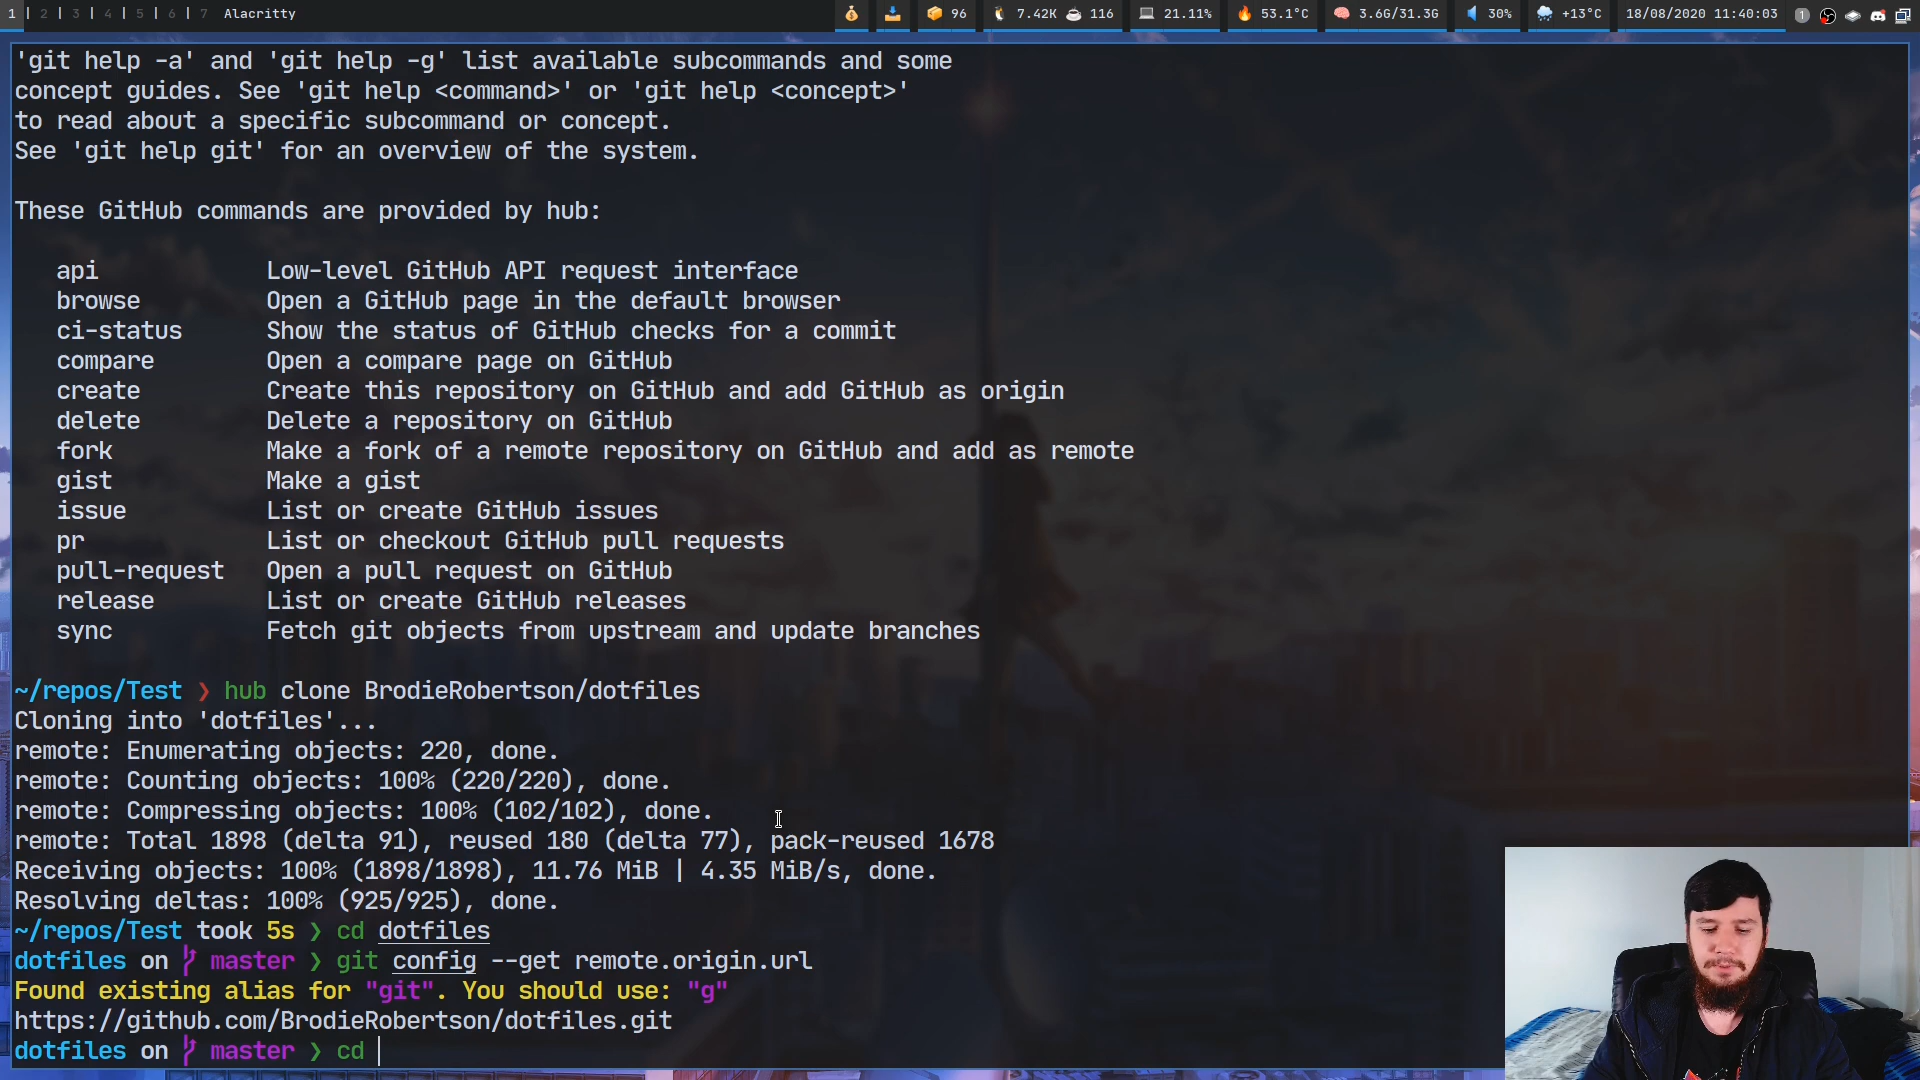 1 | 2 | 3 | 4 | 5 | 6 | 7 Alacritty 96 7.42K 116 21.11% 53.1°C 3.6G/31.3G 30% +13°C 18/08/2020 11:40:03 1
'git help -a' and 'git help -g' list available subcommands and some
concept guides. See 'git help <command>' or 'git help <concept>'
to read about a specific subcommand or concept.
See 'git help git' for an overview of the system.
These GitHub commands are provided by hub:
api Low-level GitHub API request interface
browse Open a GitHub page in the default browser
ci-status Show the status of GitHub checks for a commit
compare Open a compare page on GitHub
create Create this repository on GitHub and add GitHub as origin
delete Delete a repository on GitHub
fork Make a fork of a remote repository on GitHub and add as remote
gist Make a gist
issue List or create GitHub issues
pr List or checkout GitHub pull requests
pull-request Open a pull request on GitHub
release List or create GitHub releases
sync Fetch git objects from upstream and update branches
~/repos/Test ❯ hub clone BrodieRobertson/dotfiles
Cloning into 'dotfiles'...
remote: Enumerating objects: 220, done.
remote: Counting objects: 100% (220/220), done.
remote: Compressing objects: 100% (102/102), done.
remote: Total 1898 (delta 91), reused 180 (delta 77), pack-reused 1678
Receiving objects: 100% (1898/1898), 11.76 MiB | 4.35 MiB/s, done.
Resolving deltas: 100% (925/925), done.
~/repos/Test took 5s ❯ cd dotfiles
dotfiles on master ❯ git config --get remote.origin.url
Found existing alias for "git". You should use: "g"
https://github.com/BrodieRobertson/dotfiles.git
dotfiles on master ❯ cd